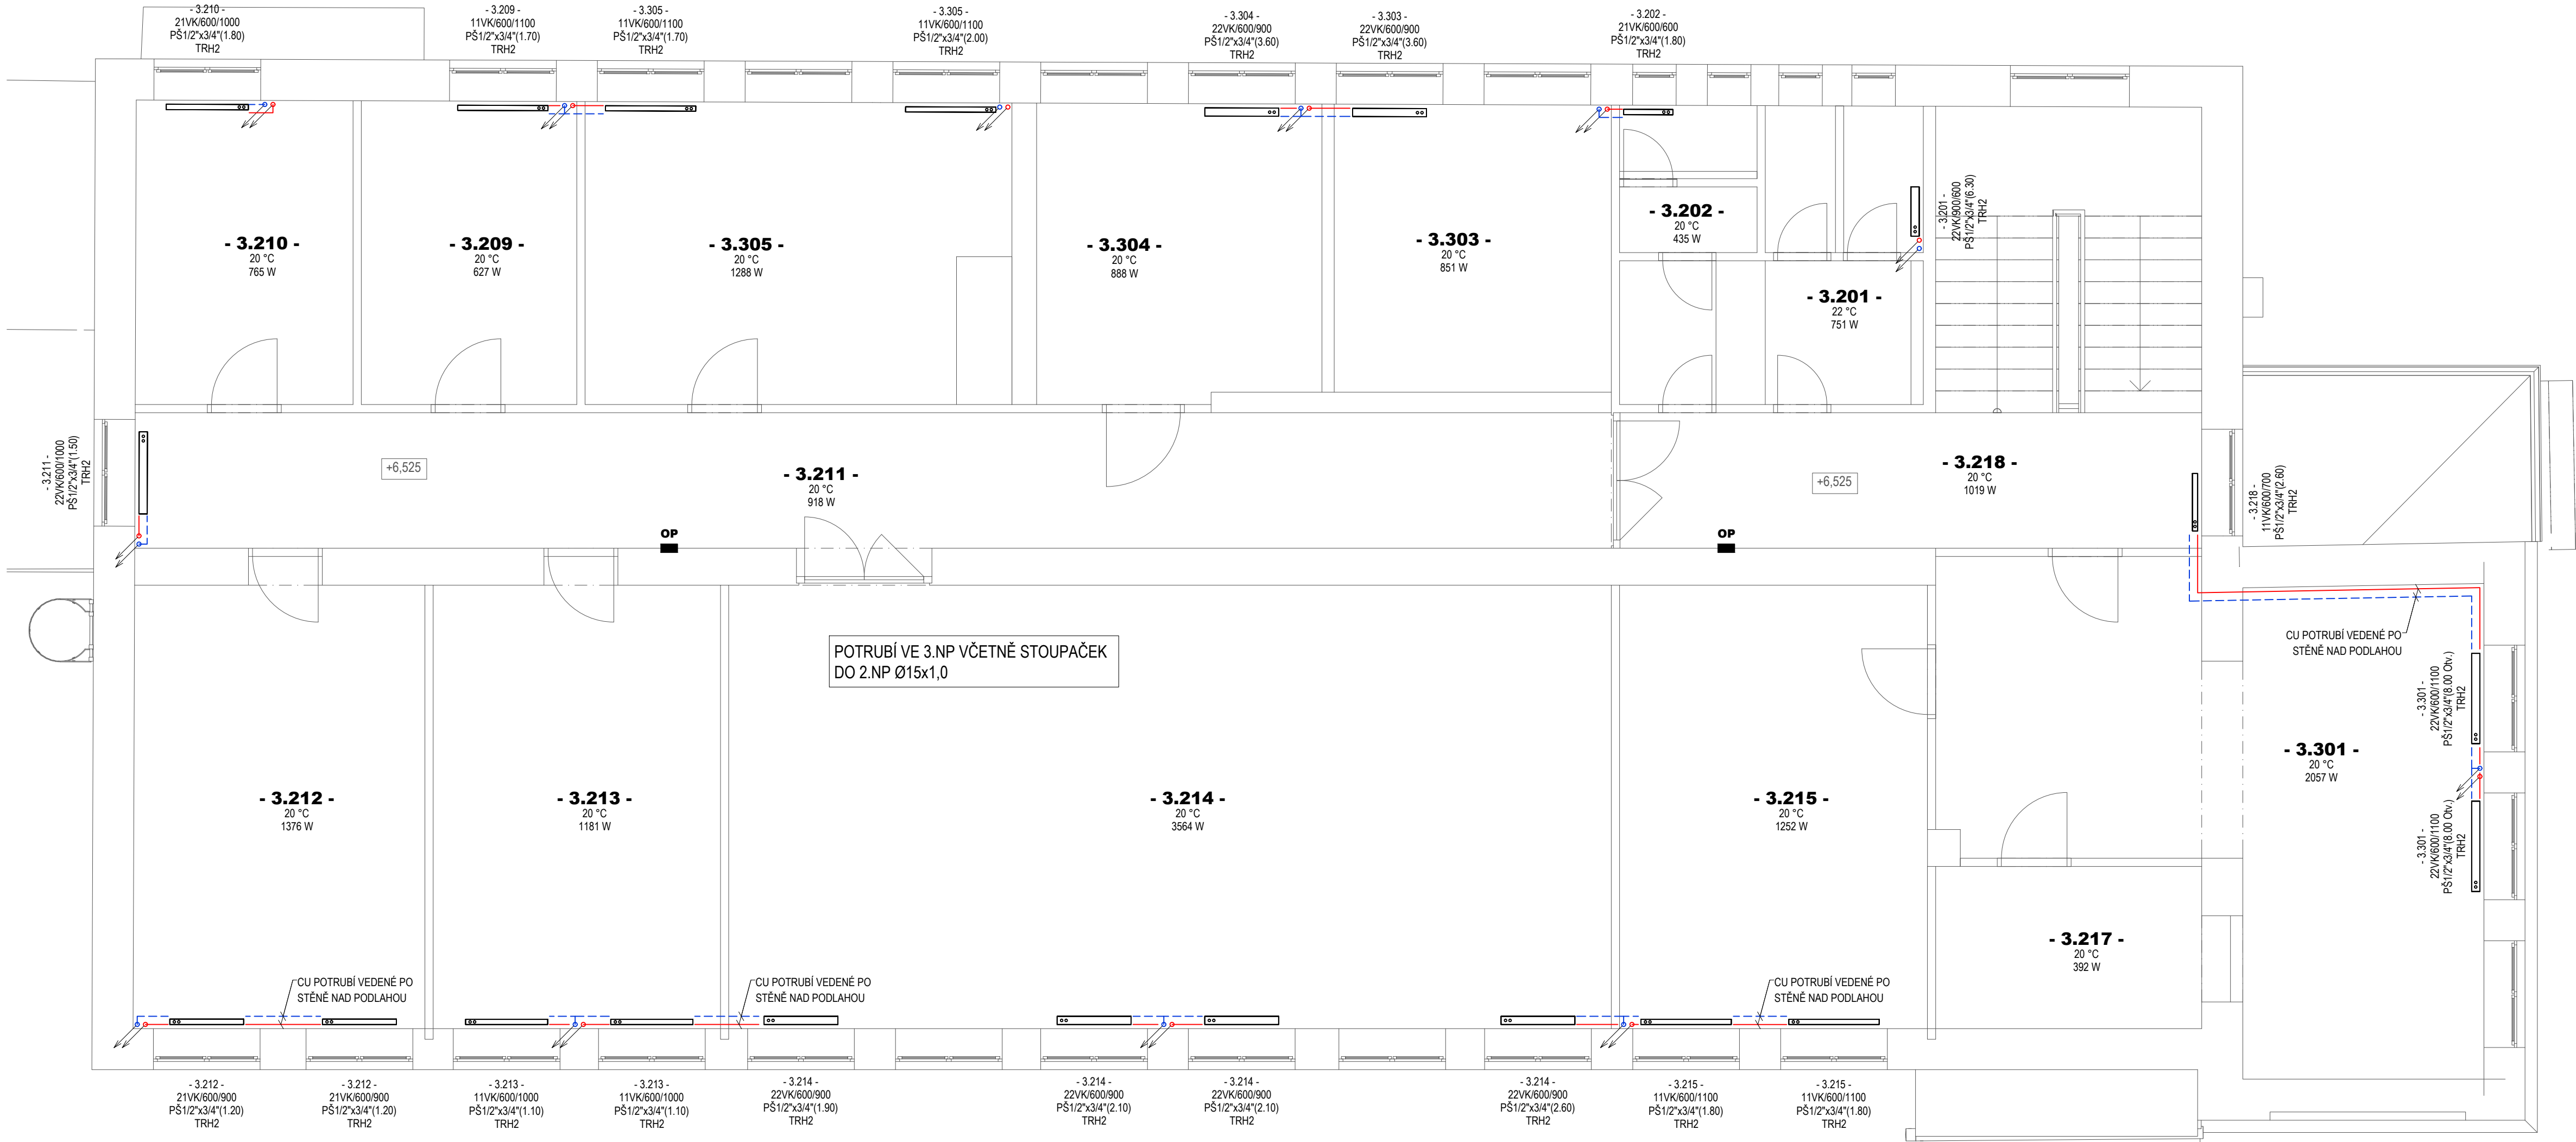 - 3.210 -
21VK/600/1000
PŠ1/2"x3/4"(1.80)
TRH2
- 3.209 -
11VK/600/1100
PŠ1/2"x3/4"(1.70)
TRH2
- 3.305 -
11VK/600/1100
PŠ1/2"x3/4"(1.70)
TRH2
- 3.305 -
11VK/600/1100
PŠ1/2"x3/4"(2.00)
TRH2
- 3.304 -
22VK/600/900
PŠ1/2"x3/4"(3.60)
TRH2
- 3.303 -
22VK/600/900
PŠ1/2"x3/4"(3.60)
TRH2
- 3.202 -
21VK/600/600
PŠ1/2"x3/4"(1.80)
TRH2
- 3.210 -
20 °C
765 W
- 3.209 -
20 °C
627 W
- 3.305 -
20 °C
1288 W
- 3.304 -
20 °C
888 W
- 3.303 -
20 °C
851 W
- 3.202 -
20 °C
435 W
- 3.201 -
22VK/900/600
PŠ1/2"x3/4"(6.30)
TRH2
- 3.201 -
22 °C
751 W
- 3.211 -
22VK/600/1000
PŠ1/2"x3/4"(1.50)
TRH2
+6,525
- 3.211 -
20 °C
918 W
OP
+6,525
- 3.218 -
20 °C
1019 W
OP
- 3.218 -
11VK/600/700
PŠ1/2"x3/4"(2.60)
TRH2
POTRUBÍ VE 3.NP VČETNĚ STOUPAČEK
DO 2.NP Ø15x1,0
CU POTRUBÍ VEDENÉ PO
STĚNĚ NAD PODLAHOU
- 3.301 -
22VK/600/1100
PŠ1/2"x3/4"(8.00 Otv.)
TRH2
- 3.301 -
20 °C
2057 W
- 3.301 -
22VK/600/1100
PŠ1/2"x3/4"(8.00 Otv.)
TRH2
- 3.212 -
20 °C
1376 W
- 3.213 -
20 °C
1181 W
- 3.214 -
20 °C
3564 W
- 3.215 -
20 °C
1252 W
- 3.217 -
20 °C
392 W
CU POTRUBÍ VEDENÉ PO
STĚNĚ NAD PODLAHOU
CU POTRUBÍ VEDENÉ PO
STĚNĚ NAD PODLAHOU
CU POTRUBÍ VEDENÉ PO
STĚNĚ NAD PODLAHOU
- 3.212 -
21VK/600/900
PŠ1/2"x3/4"(1.20)
TRH2
- 3.212 -
21VK/600/900
PŠ1/2"x3/4"(1.20)
TRH2
- 3.213 -
11VK/600/1000
PŠ1/2"x3/4"(1.10)
TRH2
- 3.213 -
11VK/600/1000
PŠ1/2"x3/4"(1.10)
TRH2
- 3.214 -
22VK/600/900
PŠ1/2"x3/4"(1.90)
TRH2
- 3.214 -
22VK/600/900
PŠ1/2"x3/4"(2.10)
TRH2
- 3.214 -
22VK/600/900
PŠ1/2"x3/4"(2.10)
TRH2
- 3.214 -
22VK/600/900
PŠ1/2"x3/4"(2.60)
TRH2
- 3.215 -
11VK/600/1100
PŠ1/2"x3/4"(1.80)
TRH2
- 3.215 -
11VK/600/1100
PŠ1/2"x3/4"(1.80)
TRH2